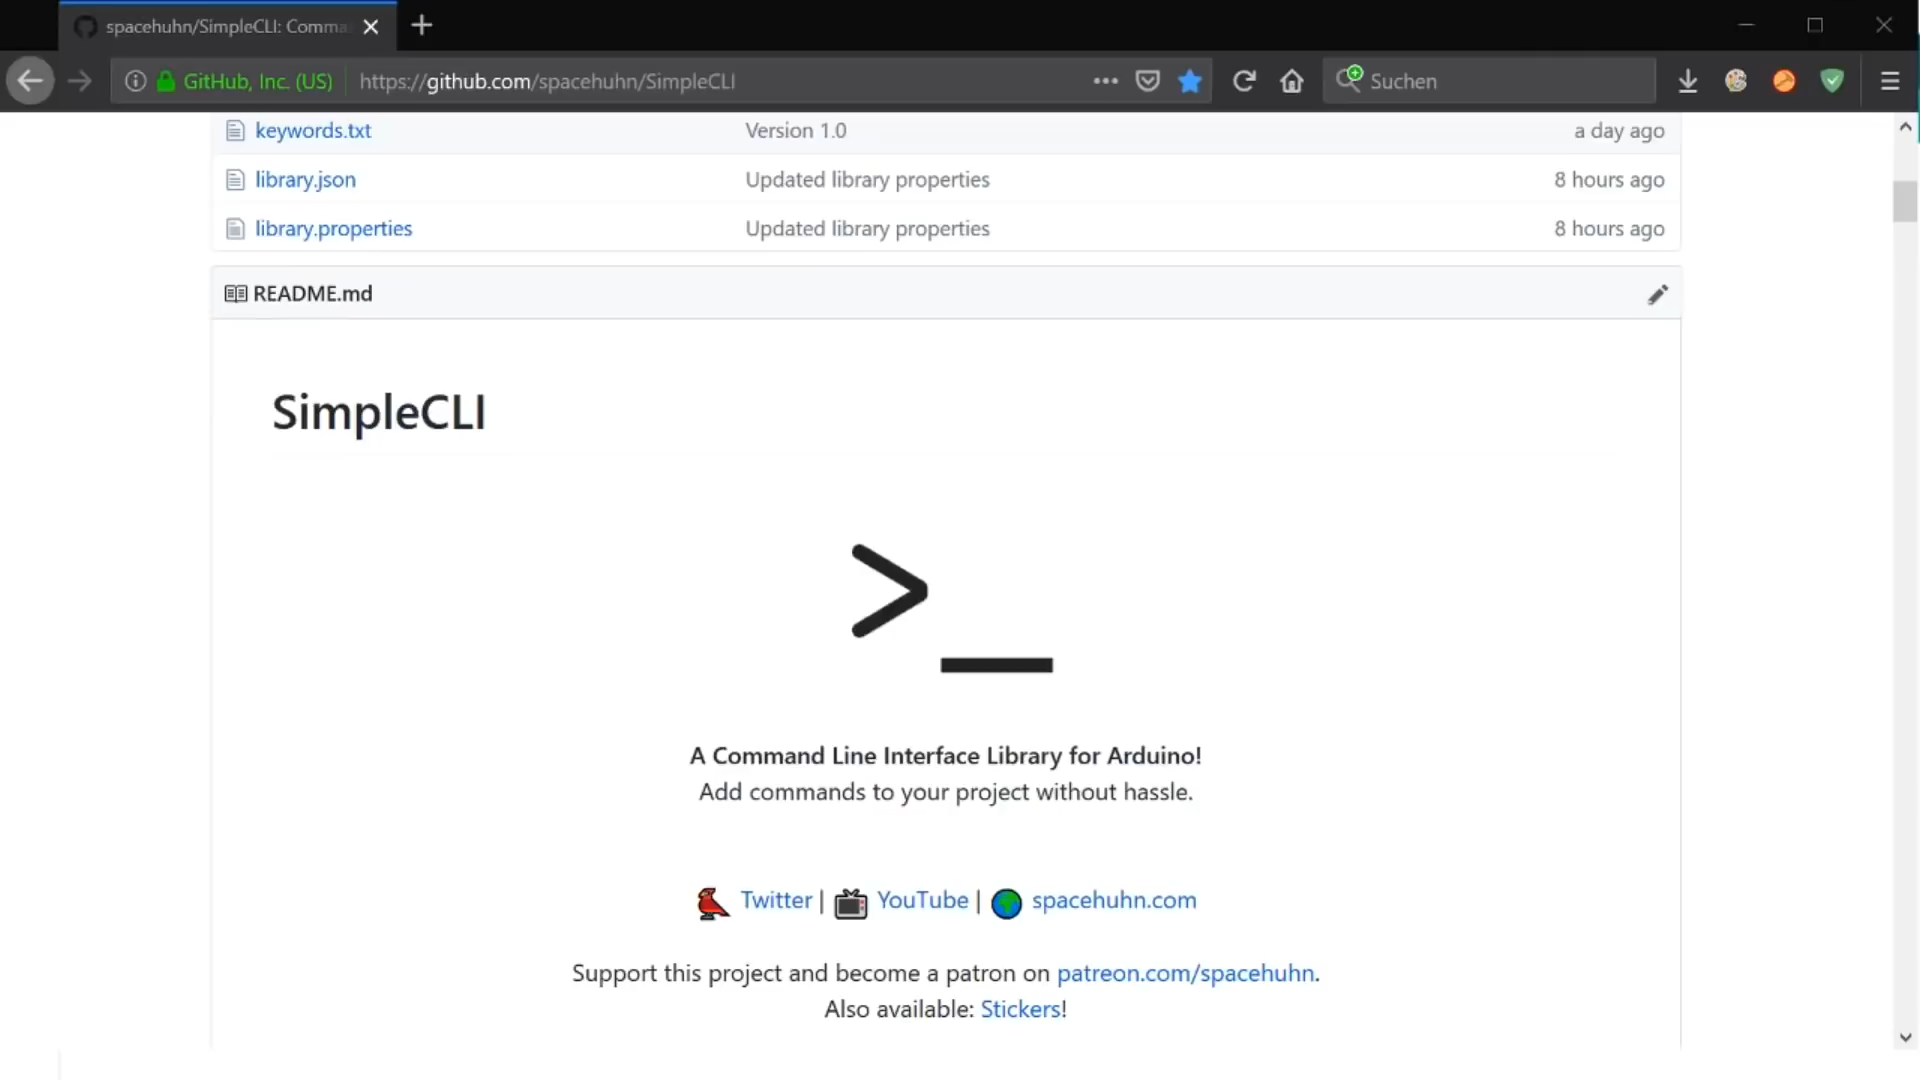 spacehuhn/SimpleCLI: Comma
GitHub, Inc. (US) https://github.com/spacehuhn/SimpleCLI Suchen
keywords.txt Version 1.0 a day ago
library.json Updated library properties 8 hours ago
library.properties Updated library properties 8 hours ago
README.md
SimpleCLI
>_
A Command Line Interface Library for Arduino!
Add commands to your project without hassle.
Twitter | YouTube | spacehuhn.com
Support this project and become a patron on patreon.com/spacehuhn.
Also available: Stickers!